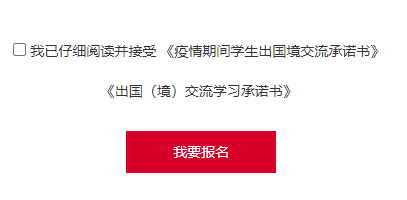 我已仔细阅读并接受 《疫情期间学生出国境交流承诺书》
《出国（境）交流学习承诺书》
我要报名